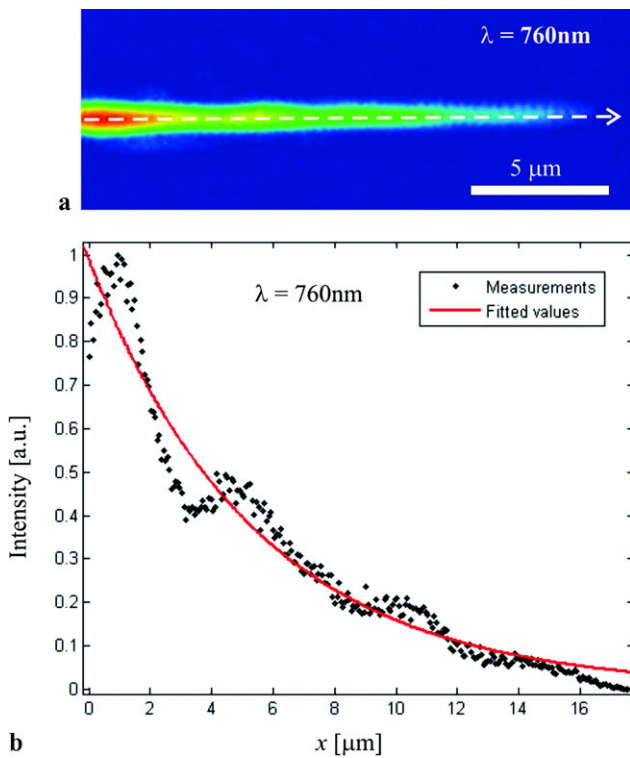 λ = 760nm
5 μm
a
1
0.9
0.8
0.7
0.6
0.5
0.4
0.3
0.2
0.1
0
Intensity [a.u.]
λ = 760nm
Measurements
Fitted values
0 2 4 6 8 10 12 14 16
x [μm]
b